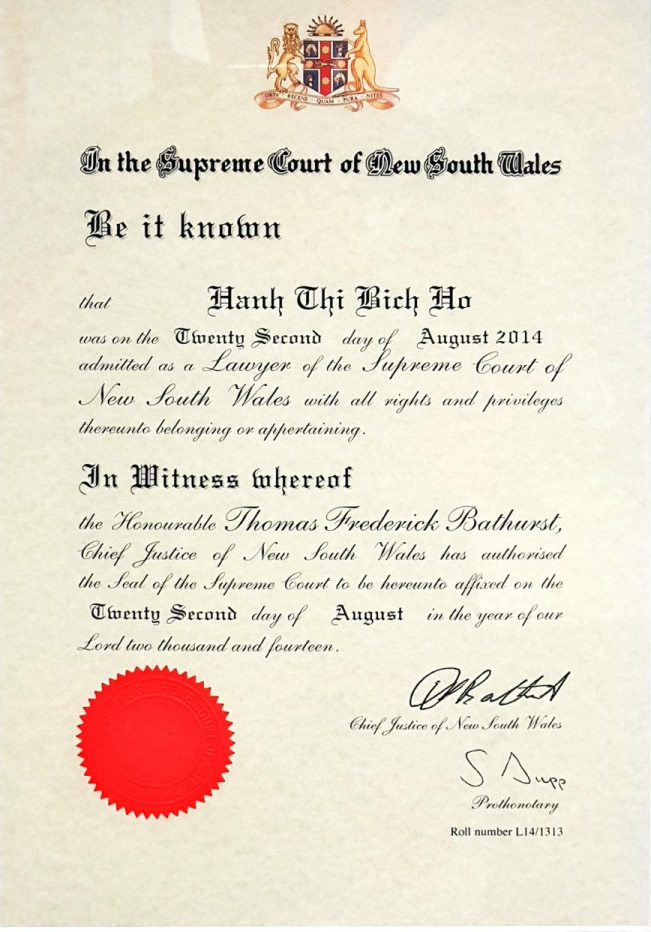 ORTA RECENS QUAM PURA NITES
In the Supreme Court of New South Wales
Be it known
that Hanh Thi Bich Ho
was on the Twenty Second day of August 2014
admitted as a Lawyer of the Supreme Court of
New South Wales with all rights and privileges
thereunto belonging or appertaining.
In Witness whereof
the Honourable Thomas Frederick Bathurst,
Chief Justice of New South Wales has authorised
the Seal of the Supreme Court to be hereunto affixed on the
Twenty Second day of August in the year of our
Lord two thousand and fourteen.
Chief Justice of New South Wales
Prothonotary
Roll number L14/1313